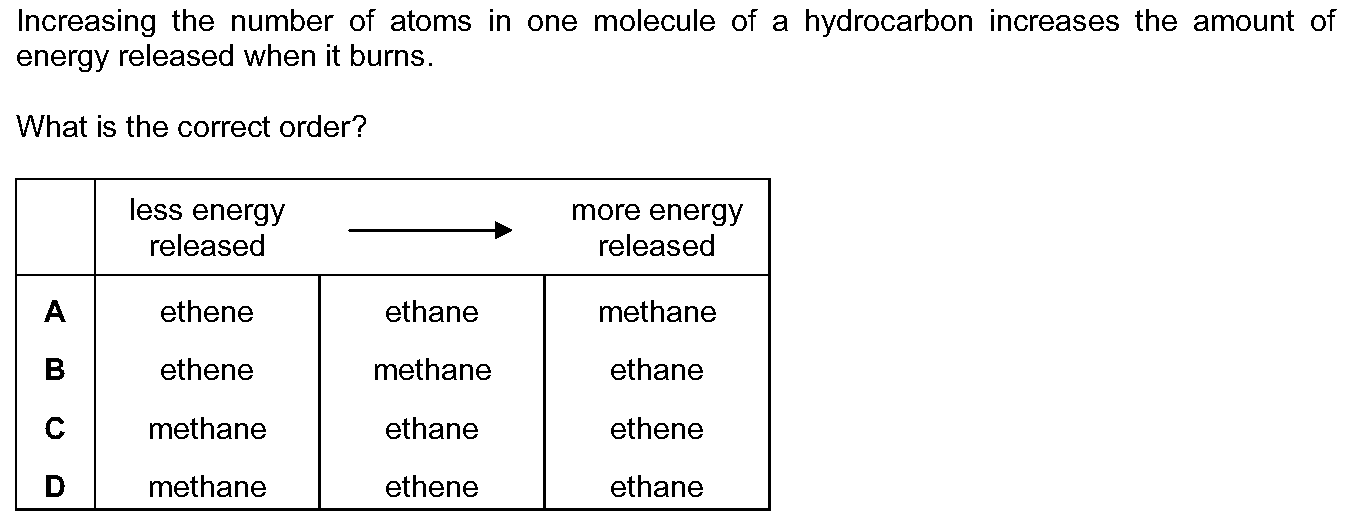 Increasing the number of atoms in one molecule of a hydrocarbon increases the amount of
energy released when it burns.
What is the correct order?
less energy released more energy released
A ethene ethane methane
B ethene methane ethane
C methane ethane ethene
D methane ethene ethane